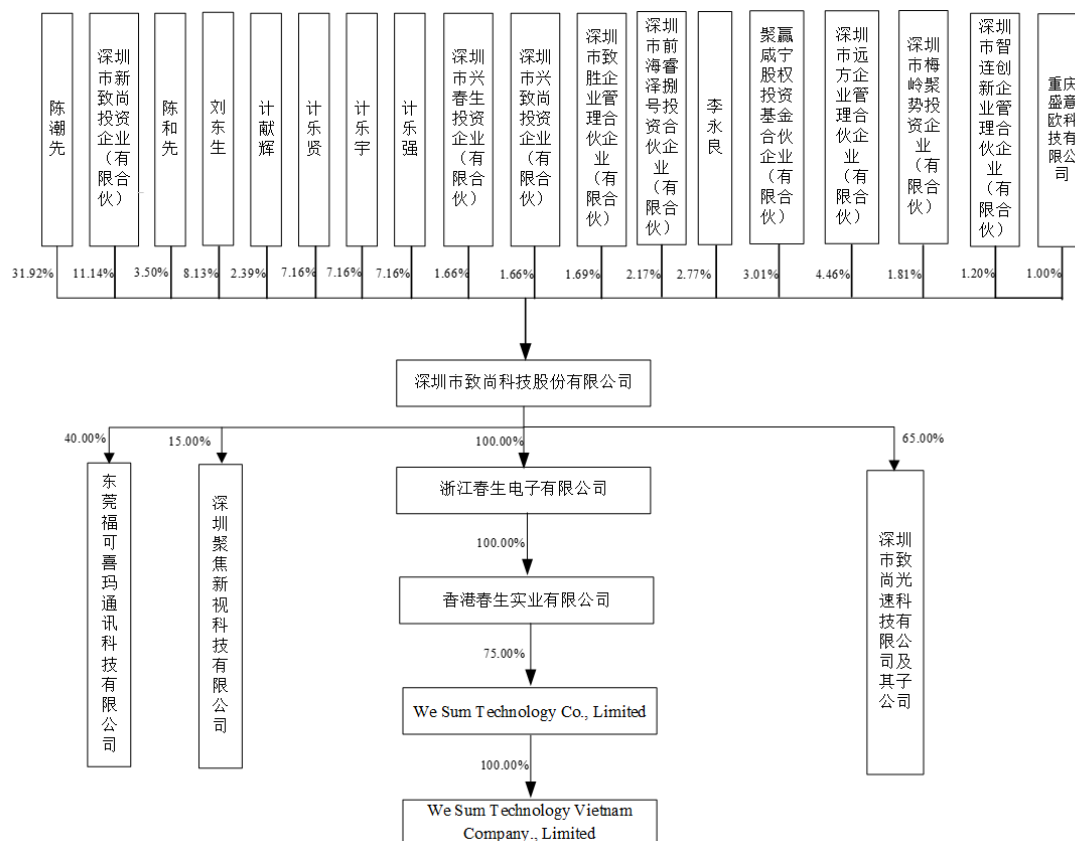 陈潮先
深圳市新致尚投资企业（有限合伙）
陈和先
刘东生
计献辉
计乐贤
计乐宇
计乐强
深圳市兴春生投资企业（有限合伙）
深圳市兴致尚投资企业（有限合伙）
深圳市致胜企业管理合伙企业（有限合伙）
深圳市前海睿泽捌号投资合伙企业（有限合伙）
李永良
聚赢咸宁股权投资基金合伙企业（有限合伙）
深圳市远方企业管理合伙企业（有限合伙）
深圳市梅岭聚势投资企业（有限合伙）
深圳市智连创新企业管理合伙企业（有限合伙）
重庆盛意欧科技有限公司
31.92%
11.14%
3.50%
8.13%
2.39%
7.16%
7.16%
7.16%
1.66%
1.66%
1.69%
2.17%
2.77%
3.01%
4.46%
1.81%
1.20%
1.00%
深圳市致尚科技股份有限公司
40.00%
15.00%
100.00%
65.00%
东莞福可喜玛通讯科技有限公司
深圳聚焦新视科技有限公司
浙江春生电子有限公司
深圳市致尚光速科技有限公司及其子公司
100.00%
香港春生实业有限公司
75.00%
We Sum Technology Co., Limited
100.00%
We Sum Technology Vietnam
Company., Limited